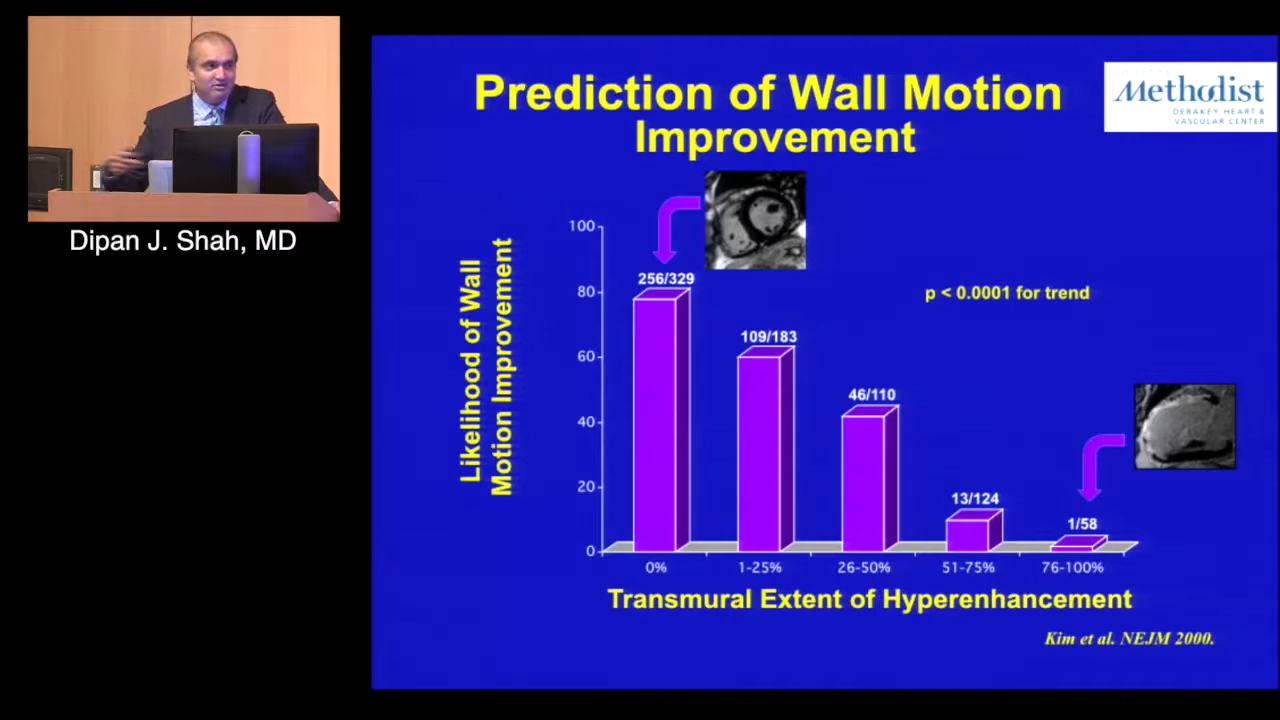 Prediction of Wall Motion
Improvement
Methodist
DEBAKEY HEART &
VASCULAR CENTER
Dipan J. Shah, MD
Likelihood of Wall
Motion Improvement
100
80
60
40
20
0
256/329
109/183
46/110
13/124
1/58
p < 0.0001 for trend
0%
1-25%
26-50%
51-75%
76-100%
Transmural Extent of Hyperenhancement
Kim et al. NEJM 2000.